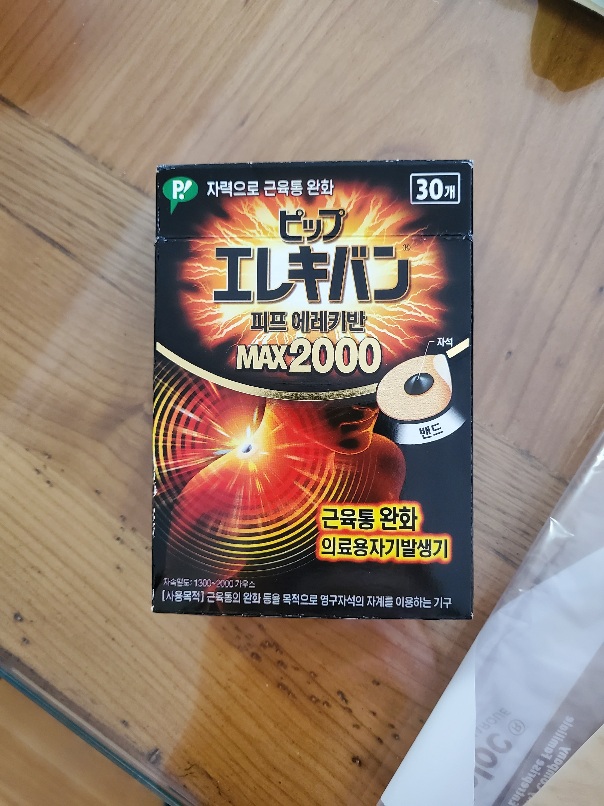 P!
자력으로 근육통 완화
30개
ピップ
エレキバン®
피프 에레키반
MAX2000
자석
밴드
근육통 완화
의료용자기발생기
자속밀도: 1300~2000 가우스
[사용목적] 근육통의 완화 등을 목적으로 영구자석의 자계를 이용하는 기구
loc®
Entreprise Familiale
Company